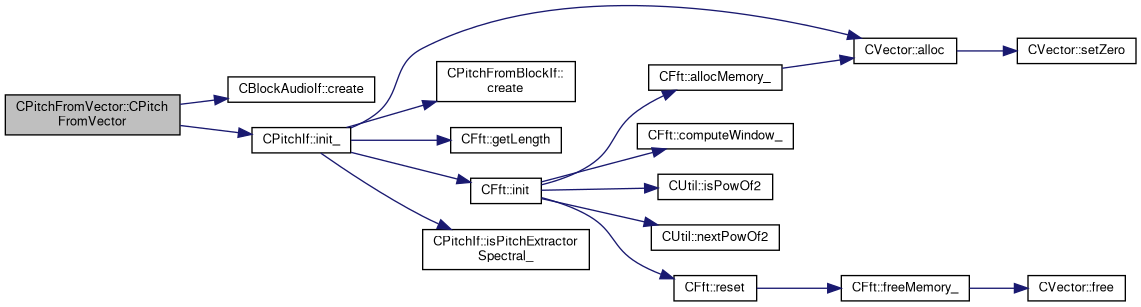 CPitchFromVector::CPitch
FromVector
CBlockAudioIf::create
CPitchIf::init_
CVector::alloc
CVector::setZero
CPitchFromBlockIf::
create
CFft::getLength
CFft::init
CPitchIf::isPitchExtractor
Spectral_
CFft::allocMemory_
CFft::computeWindow_
CUtil::isPowOf2
CUtil::nextPowOf2
CFft::reset
CFft::freeMemory_
CVector::free